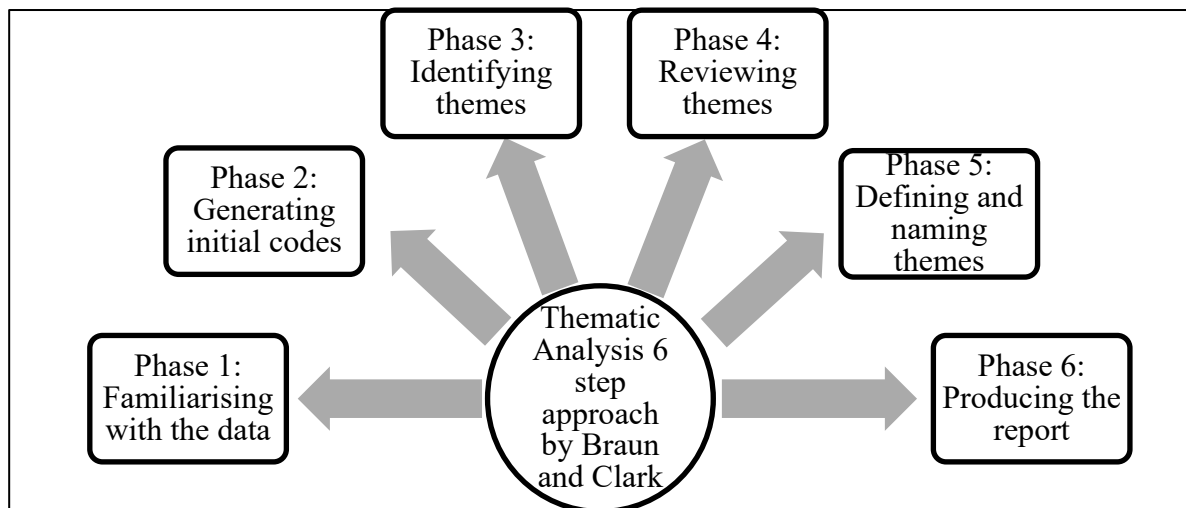 Phase 1:
Familiarising
with the data
Phase 2:
Generating
initial codes
Phase 3:
Identifying
themes
Phase 4:
Reviewing
themes
Phase 5:
Defining and
naming
themes
Phase 6:
Producing the
report
Thematic
Analysis 6
step
approach
by Braun
and Clark